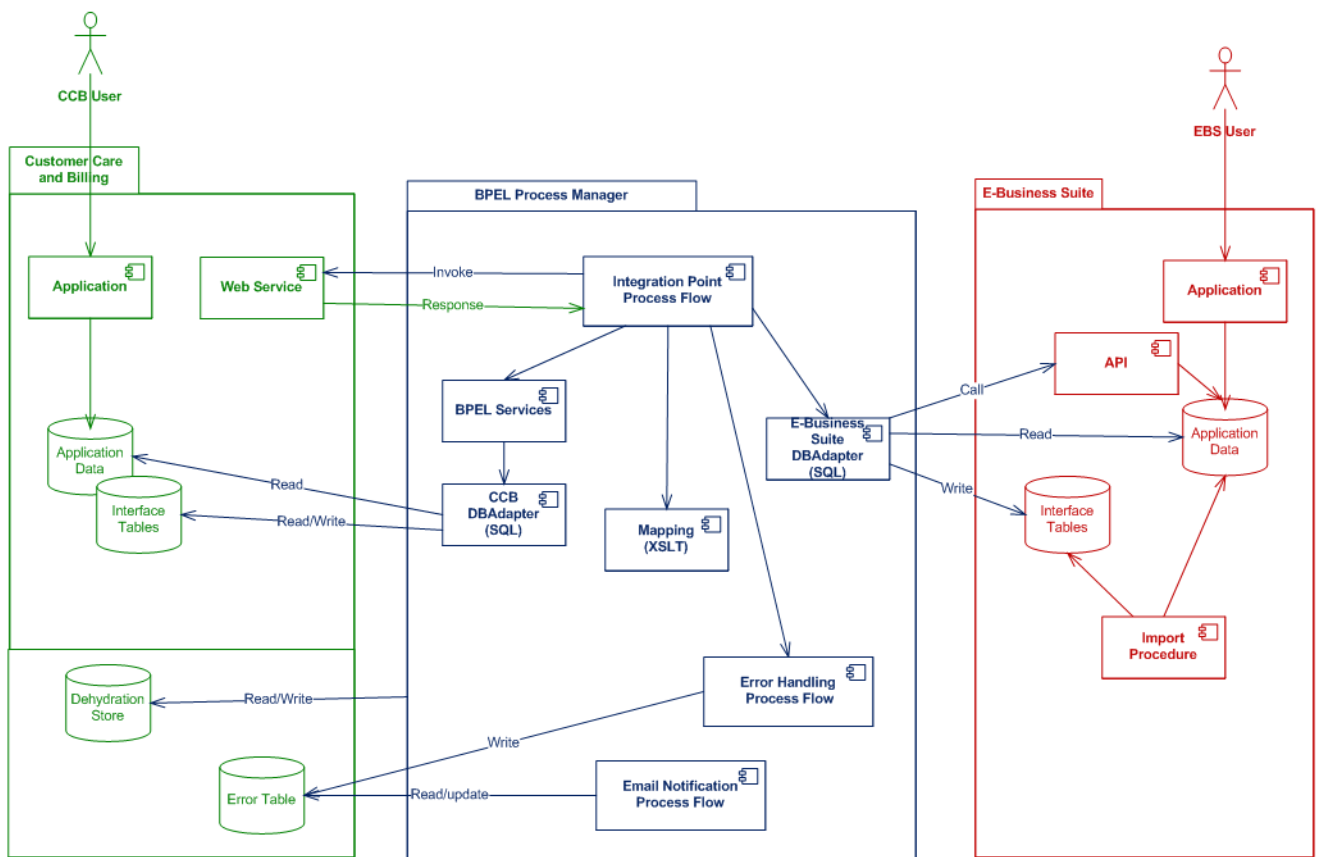 CCB User
EBS User
Customer Care
and Billing
BPEL Process Manager
E-Business Suite
Application
Web Service
Invoke
Response
Integration Point
Process Flow
Application
API
BPEL Services
Call
E-Business
Suite
DBAdapter
(SQL)
Read
Application
Data
Application
Data
Read
Write
Interface
Tables
Read/Write
CCB
DBAdapter
(SQL)
Mapping
(XSLT)
Interface
Tables
Import
Procedure
Dehydration
Store
Read/Write
Error Handling
Process Flow
Write
Error Table
Read/update
Email Notification
Process Flow